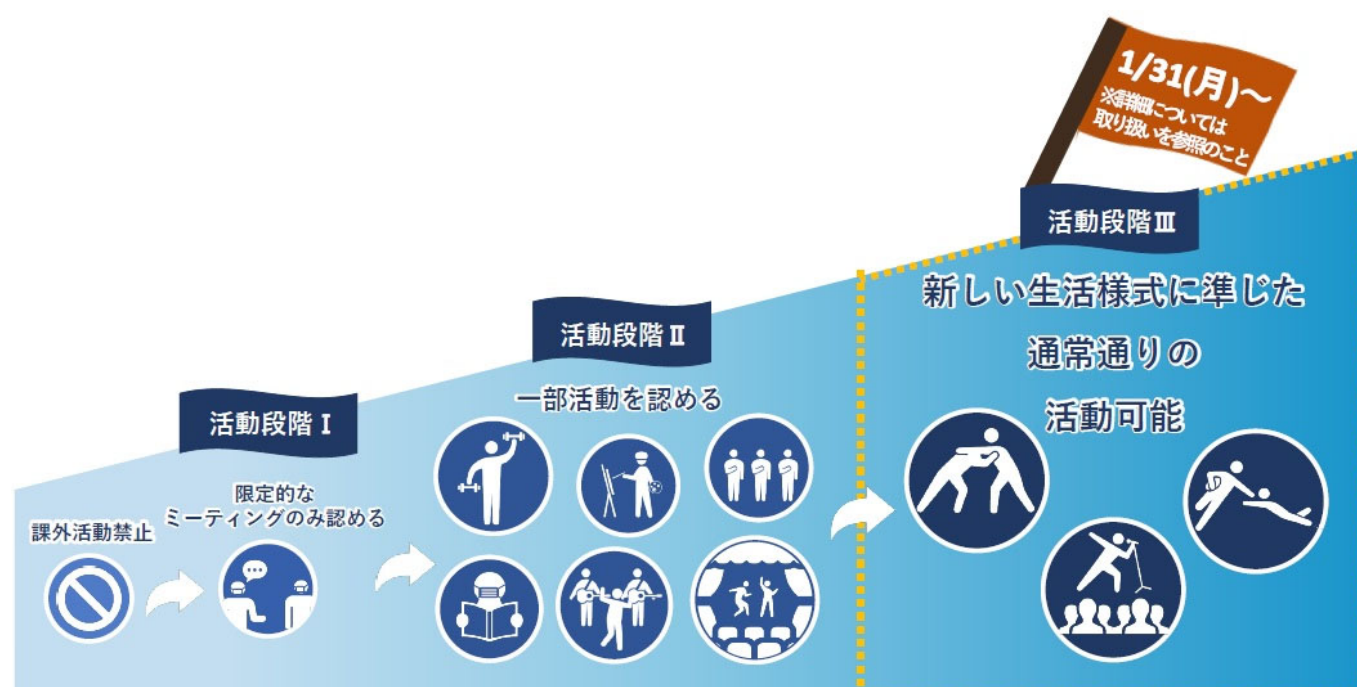 1/31(月)～
※詳細については
取り扱いを参照のこと
活動段階Ⅲ
新しい生活様式に準じた
通常通りの
活動可能
活動段階Ⅱ
一部活動を認める
活動段階Ⅰ
限定的な
ミーティングのみ認める
課外活動禁止